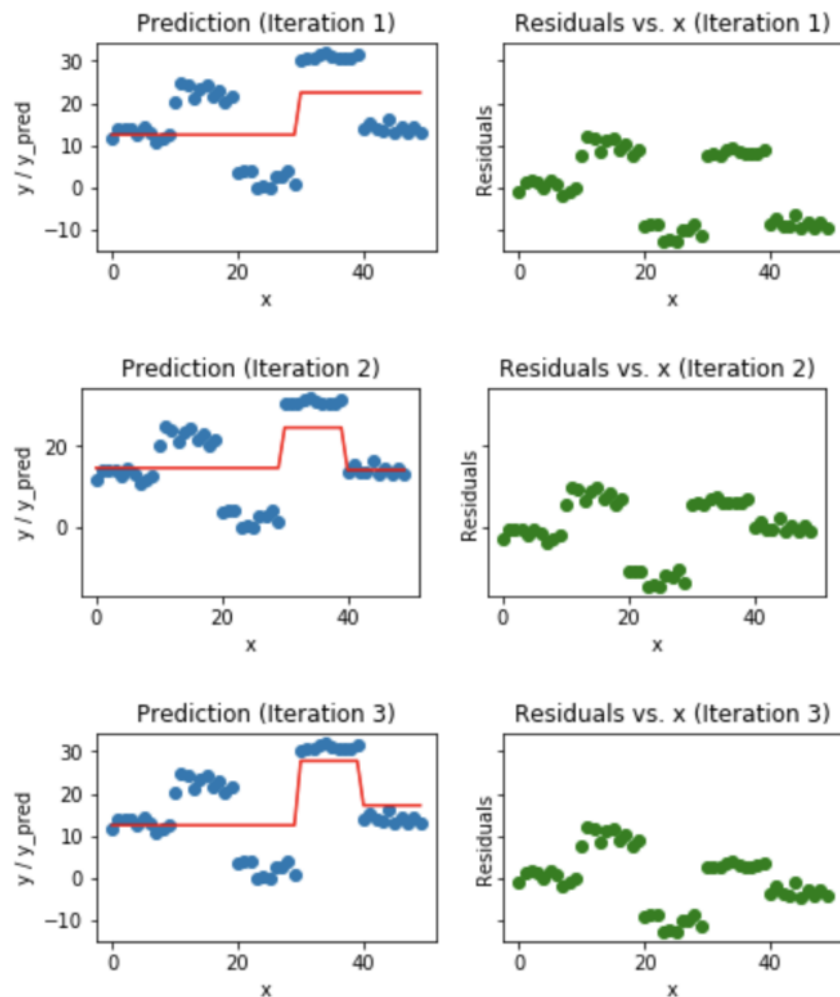 Prediction (Iteration 1)
Residuals vs. x (Iteration 1)
y / y_pred
30
20
10
0
−10
0
20
40
x
Residuals
0
20
40
x
Prediction (Iteration 2)
Residuals vs. x (Iteration 2)
y / y_pred
20
0
0
20
40
x
Residuals
0
20
40
x
Prediction (Iteration 3)
Residuals vs. x (Iteration 3)
y / y_pred
30
20
10
0
−10
0
20
40
x
Residuals
0
20
40
x